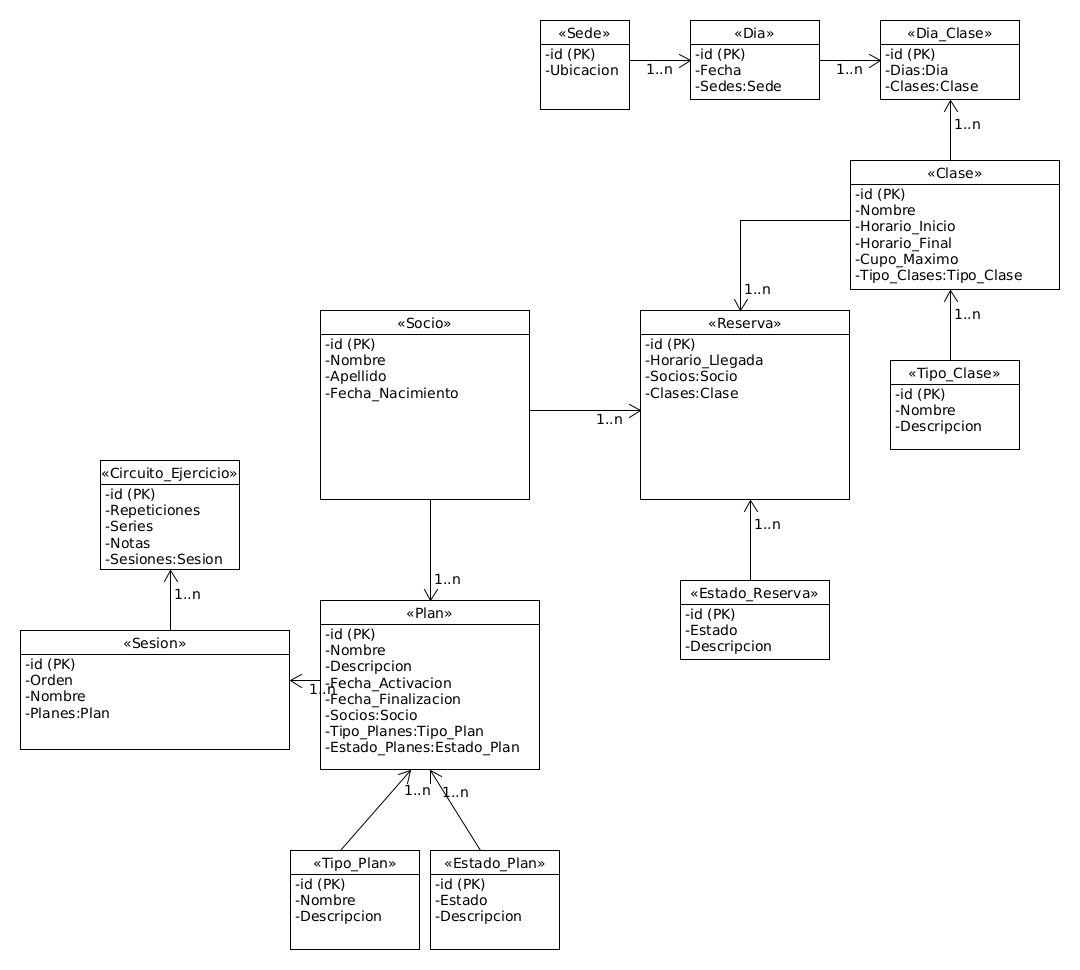 «Sede»
-id (PK)
-Ubicacion
1..n
«Dia»
-id (PK)
-Fecha
-Sedes:Sede
1..n
«Dia_Clase»
-id (PK)
-Dias:Dia
-Clases:Clase
1..n
«Clase»
-id (PK)
-Nombre
-Horario_Inicio
-Horario_Final
-Cupo_Maximo
-Tipo_Clases:Tipo_Clase
1..n
1..n
«Socio»
-id (PK)
-Nombre
-Apellido
-Fecha_Nacimiento
1..n
«Reserva»
-id (PK)
-Horario_Llegada
-Socios:Socio
-Clases:Clase
«Tipo_Clase»
-id (PK)
-Nombre
-Descripcion
«Circuito_Ejercicio»
-id (PK)
-Repeticiones
-Series
-Notas
-Sesiones:Sesion
1..n
1..n
1..n
«Estado_Reserva»
-id (PK)
-Estado
-Descripcion
«Sesion»
-id (PK)
-Orden
-Nombre
-Planes:Plan
1..n
«Plan»
-id (PK)
-Nombre
-Descripcion
-Fecha_Activacion
-Fecha_Finalizacion
-Socios:Socio
-Tipo_Planes:Tipo_Plan
-Estado_Planes:Estado_Plan
1..n
1..n
«Tipo_Plan»
-id (PK)
-Nombre
-Descripcion
«Estado_Plan»
-id (PK)
-Estado
-Descripcion